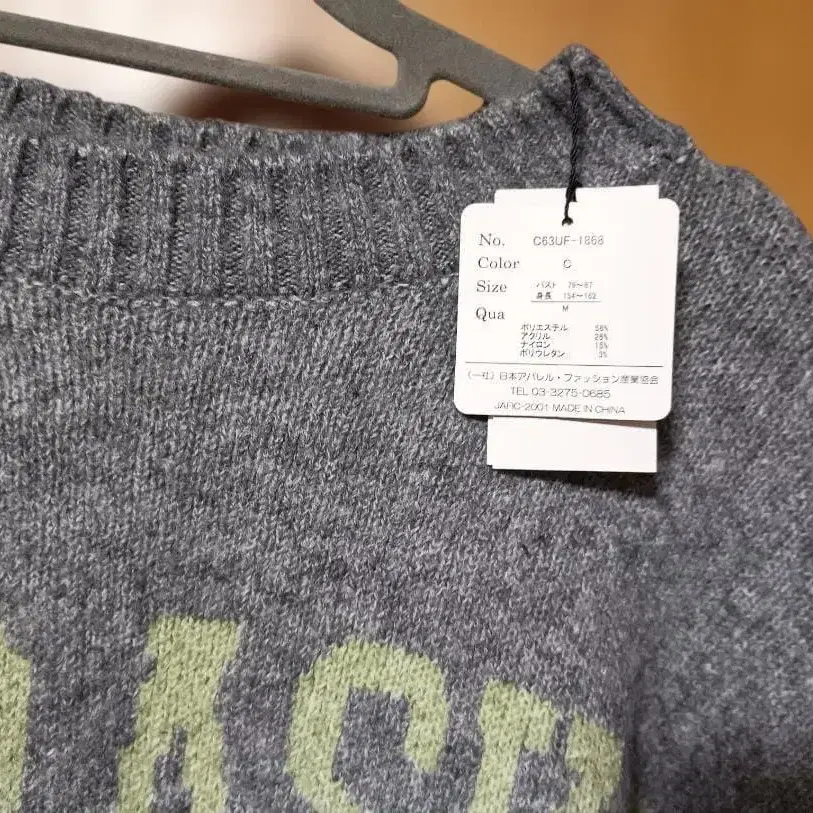 No. C63UF-1868
Color C
Size バスト 79~87
身長 154~162
M
Qua
ポリエステル 56%
アクリル 26%
ナイロン 15%
ポリウレタン 3%
(一社)日本アパレル・ファッション産業協会
TEL 03-3275-0685
JAFIC-2001 MADE IN CHINA